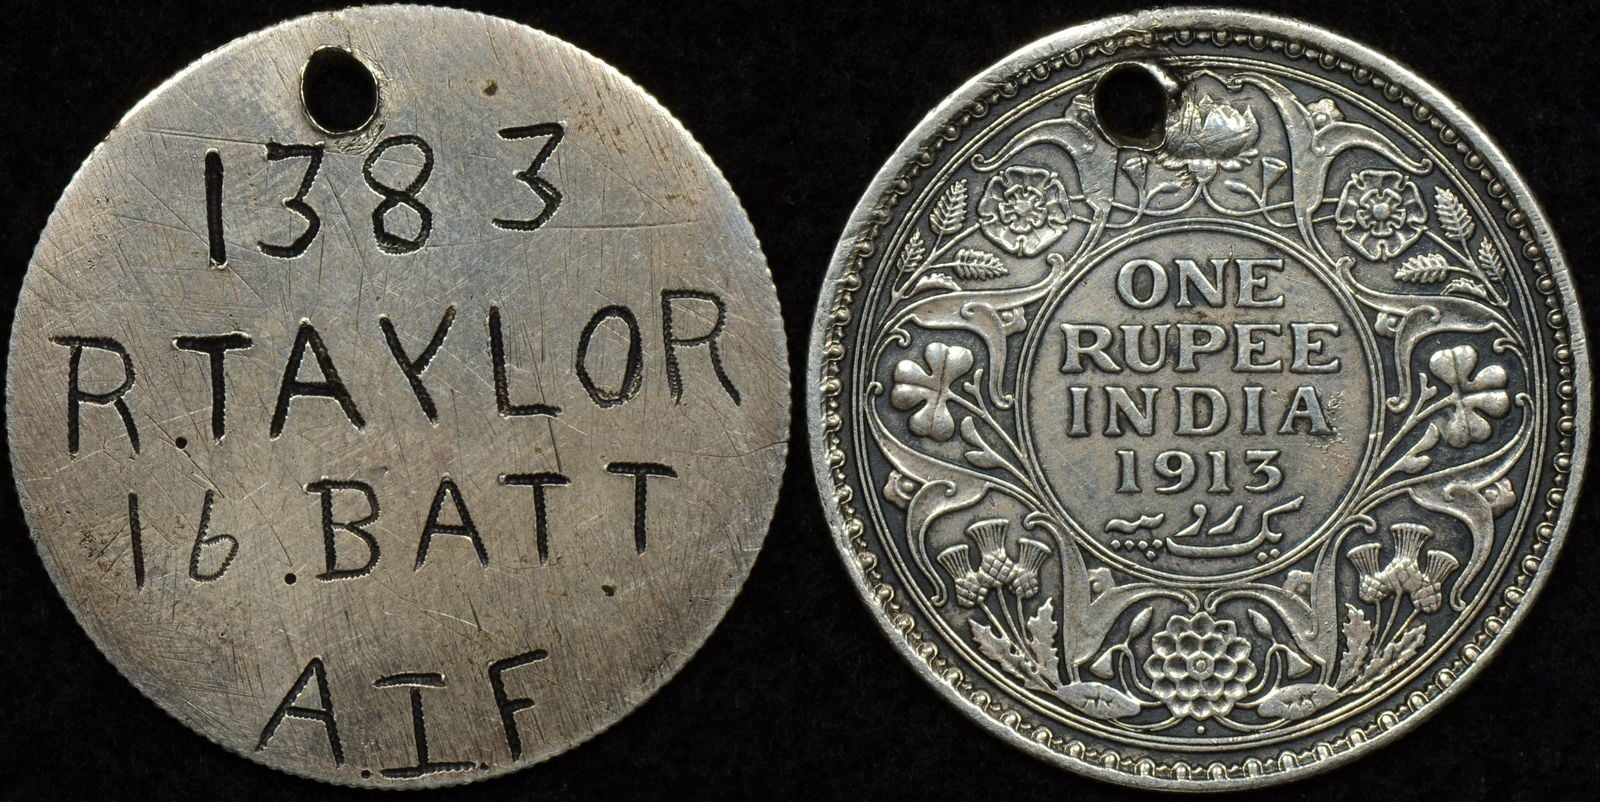 1383
R.TAYLOR
16.BATT
A.I.F
ONE
RUPEE
INDIA
1913
یک روپیہ